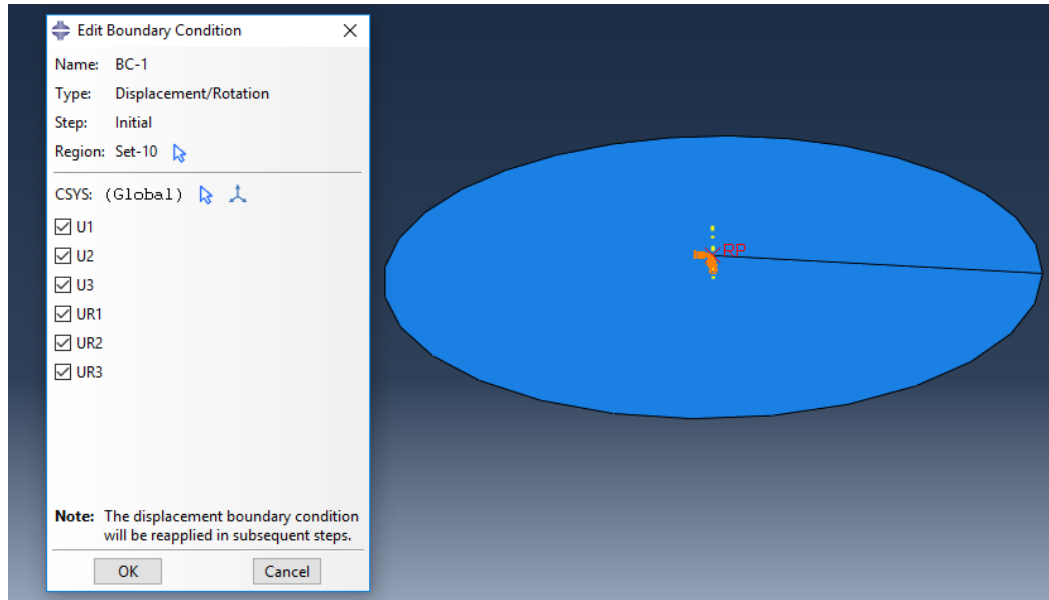 Edit Boundary Condition
Name: BC-1
Type: Displacement/Rotation
Step: Initial
Region: Set-10
CSYS: (Global)
U1
U2
U3
UR1
UR2
UR3
Note: The displacement boundary condition
will be reapplied in subsequent steps.
OK Cancel
RP